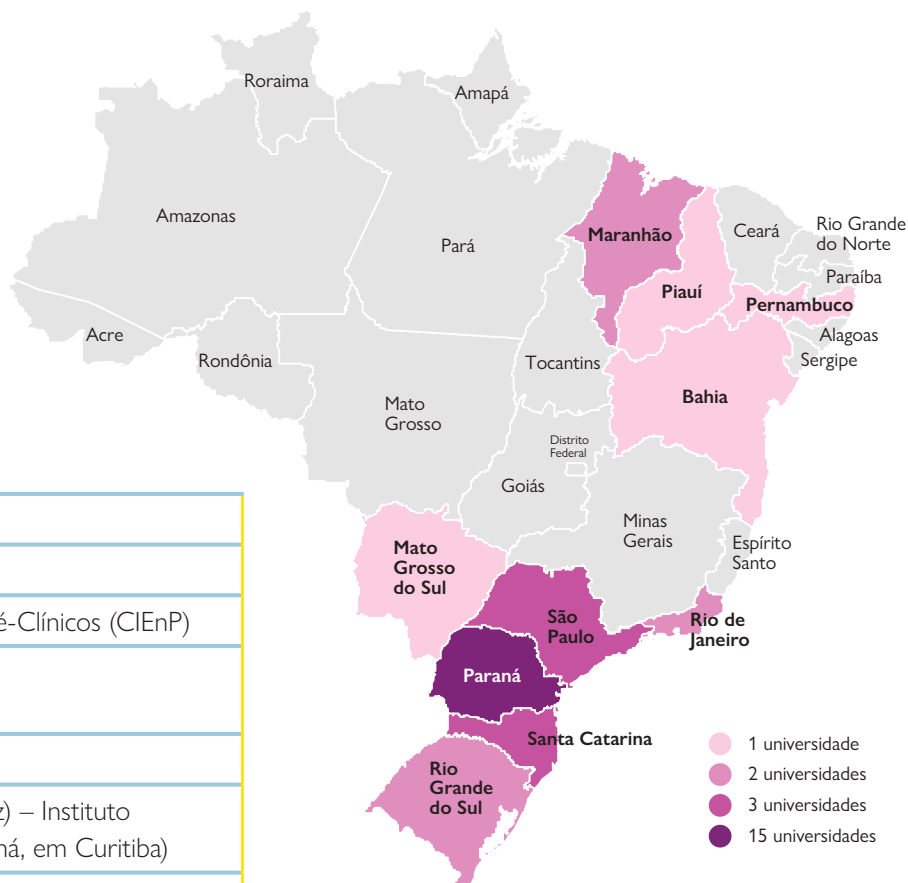 Roraima
Amapá
Amazonas
Pará
Maranhão
Ceará
Rio Grande
do Norte
Paraíba
Piauí
Pernambuco
Alagoas
Sergipe
Acre
Rondônia
Tocantins
Bahia
Mato
Grosso
Distrito
Federal
Goiás
Minas
Gerais
Espírito
Santo
Mato
Grosso
do Sul
São
Paulo
Rio de
Janeiro
Paraná
Santa Catarina
Rio
Grande
do Sul
1 universidade
2 universidades
3 universidades
15 universidades
é-Clínicos (CIEnP)
z) – Instituto
ná, em Curitiba)